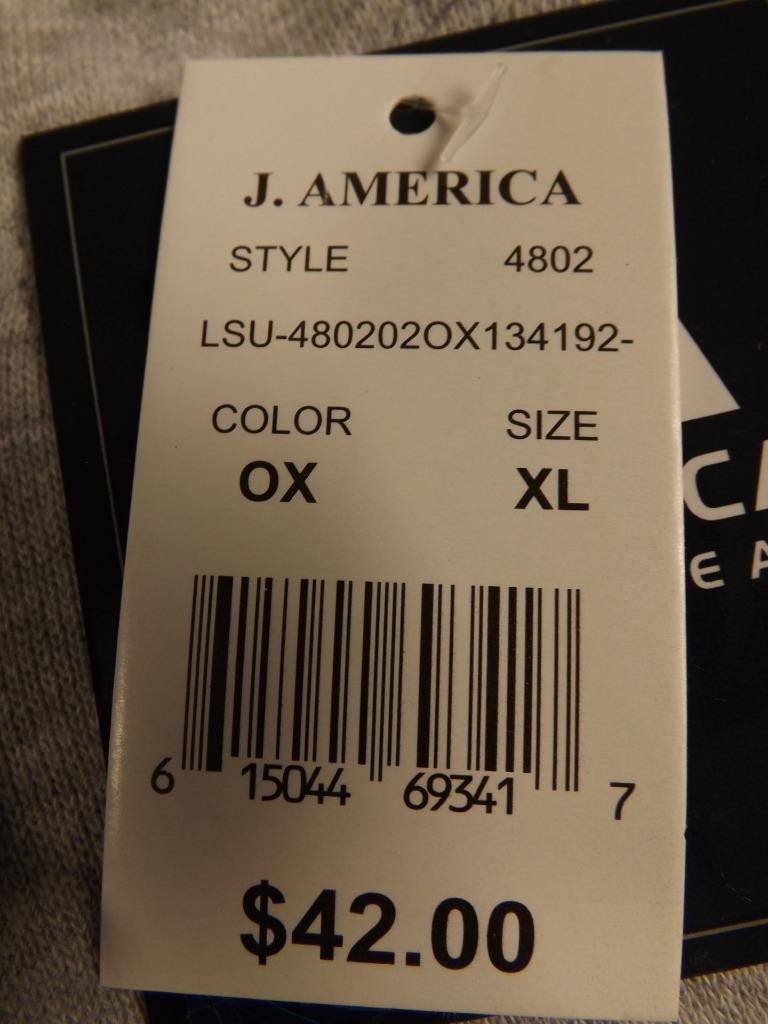 J. AMERICA
STYLE 4802
LSU-480202OX134192-
COLOR SIZE
OX XL
6 15044 69341 7
$42.00